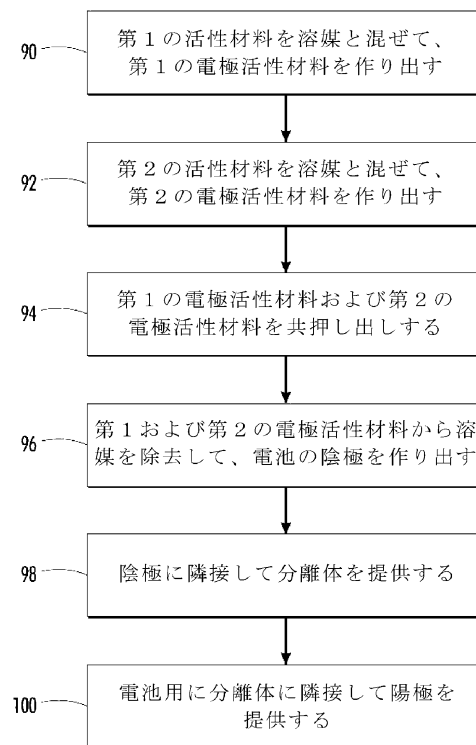 90
第１の活性材料を溶媒と混ぜて、
第１の電極活性材料を作り出す
92
第２の活性材料を溶媒と混ぜて、
第２の電極活性材料を作り出す
94
第１の電極活性材料および第２の
電極活性材料を共押し出しする
96
第１および第２の電極活性材料から溶
媒を除去して、電池の陰極を作り出す
98
陰極に隣接して分離体を提供する
100
電池用に分離体に隣接して陽極を
提供する